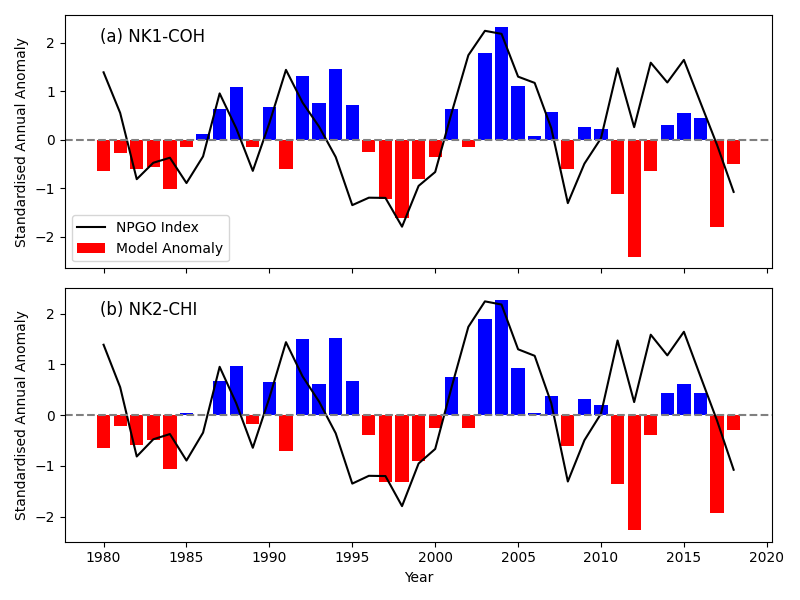 (a) NK1-COH
Standardised Annual Anomaly
2
1
0
−1
−2
NPGO Index
Model Anomaly
(b) NK2-CHI
Standardised Annual Anomaly
2
1
0
−1
−2
1980 1985 1990 1995 2000 2005 2010 2015 2020
Year